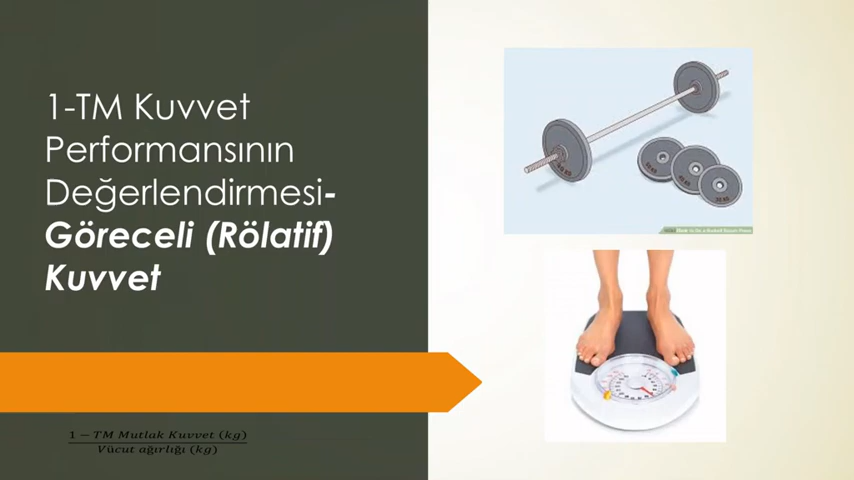 1-TM Kuvvet
Performansının
Değerlendirmesi-
Göreceli (Rölatif)
Kuvvet
1 − TM Mutlak Kuvvet (kg)
Vücut ağırlığı (kg)